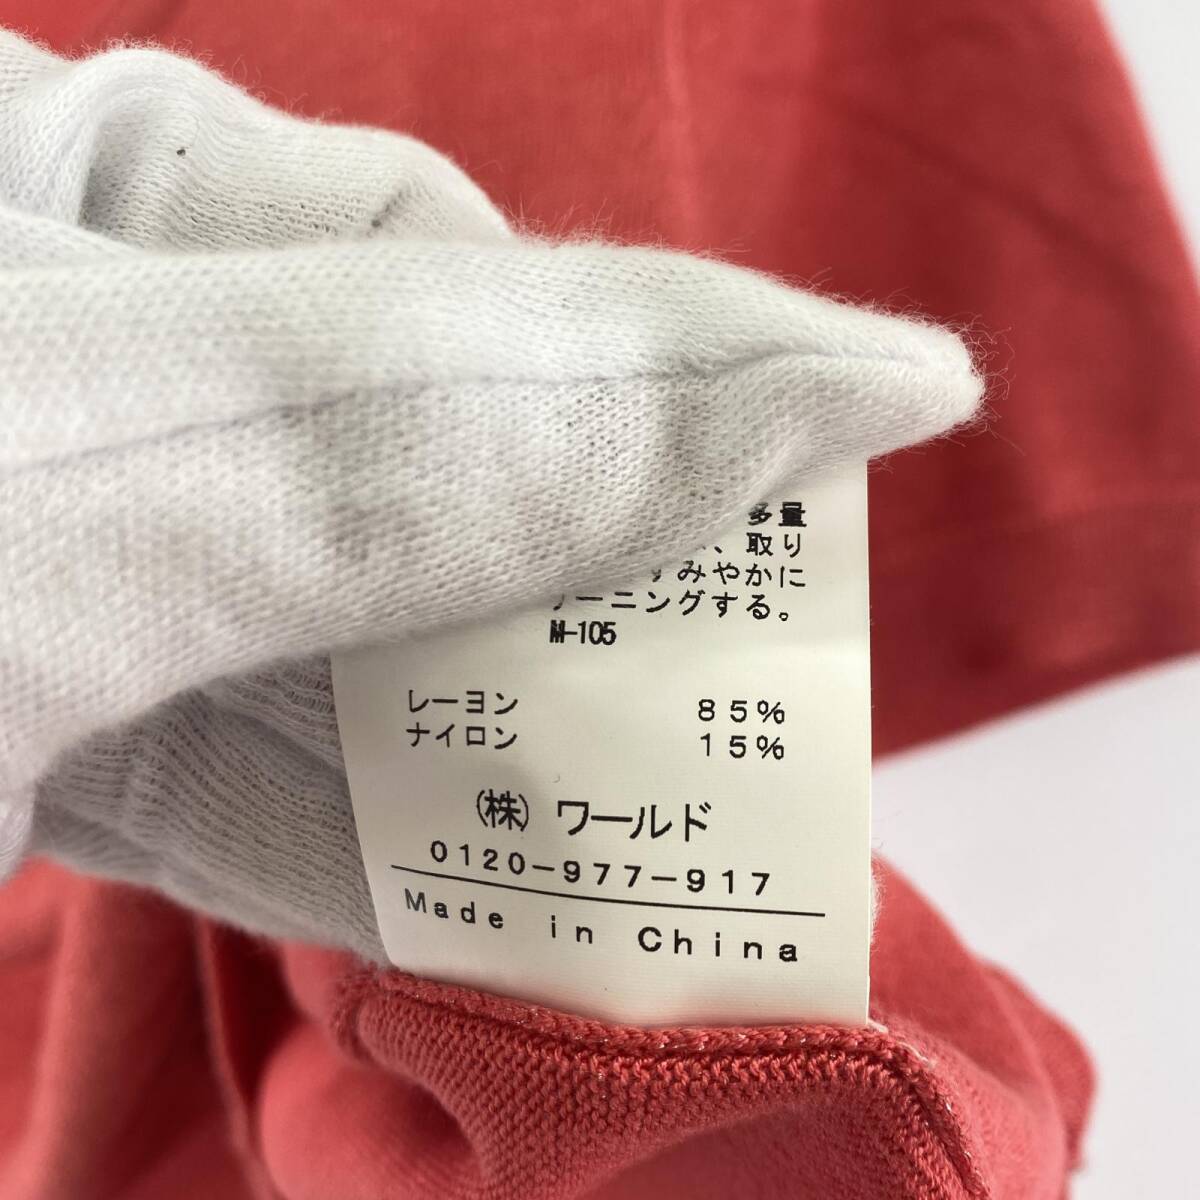 多量
、取り
すみやかに
ーニングする。
M-105
レーヨン 85%
ナイロン 15%
(株) ワールド
0120-977-917
Made in China